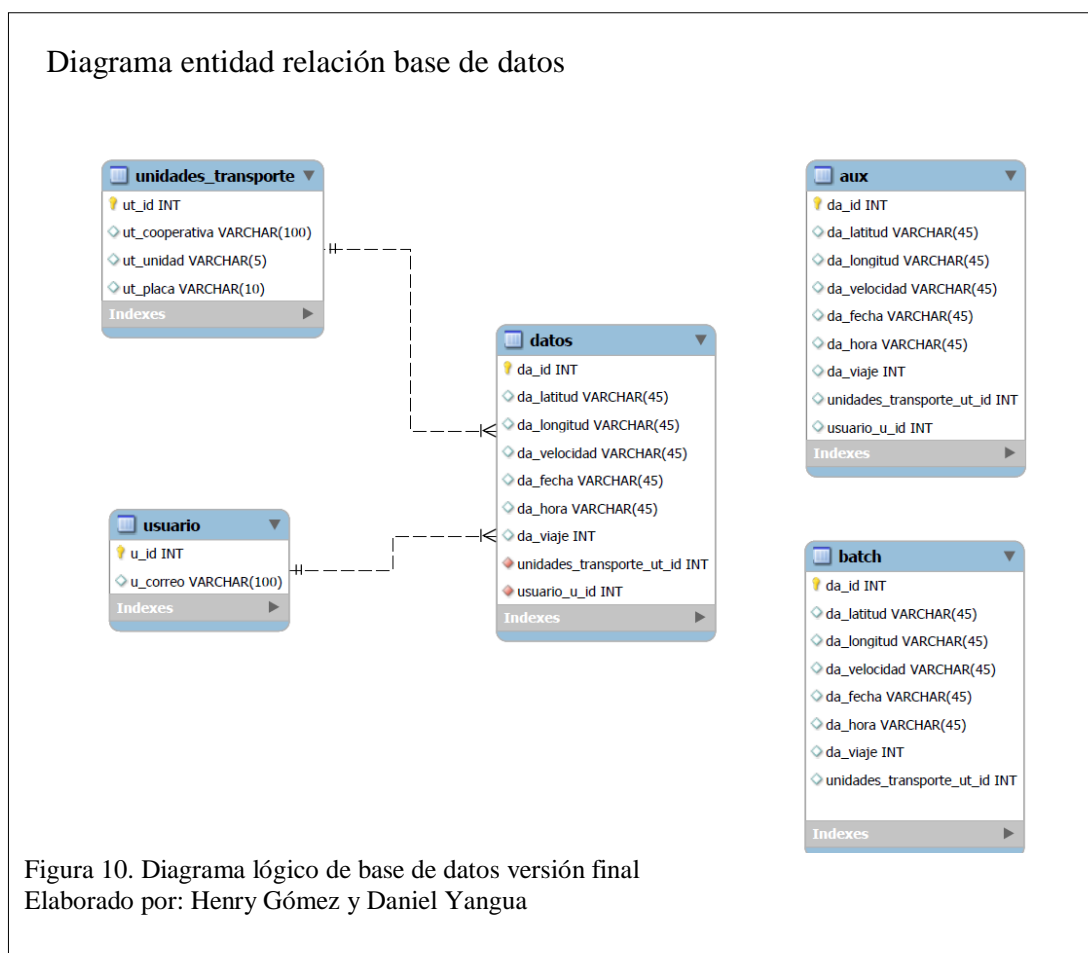 Diagrama entidad relación base de datos
unidades_transporte
ut_id INT
ut_cooperativa VARCHAR(100)
ut_unidad VARCHAR(5)
ut_placa VARCHAR(10)
Indexes
usuario
u_id INT
u_correo VARCHAR(100)
Indexes
datos
da_id INT
da_latitud VARCHAR(45)
da_longitud VARCHAR(45)
da_velocidad VARCHAR(45)
da_fecha VARCHAR(45)
da_hora VARCHAR(45)
da_viaje INT
unidades_transporte_ut_id INT
usuario_u_id INT
Indexes
aux
da_id INT
da_latitud VARCHAR(45)
da_longitud VARCHAR(45)
da_velocidad VARCHAR(45)
da_fecha VARCHAR(45)
da_hora VARCHAR(45)
da_viaje INT
unidades_transporte_ut_id INT
usuario_u_id INT
Indexes
batch
da_id INT
da_latitud VARCHAR(45)
da_longitud VARCHAR(45)
da_velocidad VARCHAR(45)
da_fecha VARCHAR(45)
da_hora VARCHAR(45)
da_viaje INT
unidades_transporte_ut_id INT
Indexes
Figura 10. Diagrama lógico de base de datos versión final
Elaborado por: Henry Gómez y Daniel Yangua